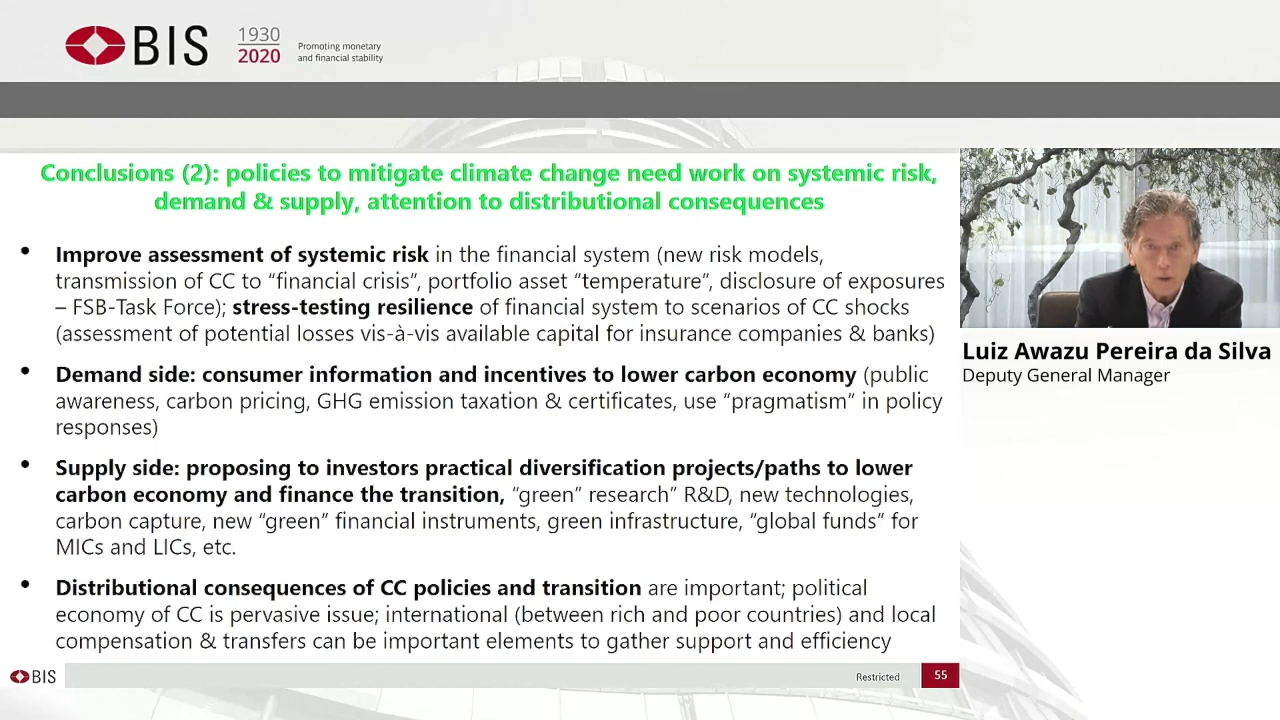 BIS
1930
2020
Promoting monetary
and financial stability
Conclusions (2): policies to mitigate climate change need work on systemic risk,
demand & supply, attention to distributional consequences
• Improve assessment of systemic risk in the financial system (new risk models,
transmission of CC to “financial crisis”, portfolio asset “temperature”, disclosure of exposures
– FSB-Task Force); stress-testing resilience of financial system to scenarios of CC shocks
(assessment of potential losses vis-à-vis available capital for insurance companies & banks)
• Demand side: consumer information and incentives to lower carbon economy (public
awareness, carbon pricing, GHG emission taxation & certificates, use “pragmatism” in policy
responses)
• Supply side: proposing to investors practical diversification projects/paths to lower
carbon economy and finance the transition, “green” research” R&D, new technologies,
carbon capture, new “green” financial instruments, green infrastructure, “global funds” for
MICs and LICs, etc.
• Distributional consequences of CC policies and transition are important; political
economy of CC is pervasive issue; international (between rich and poor countries) and local
compensation & transfers can be important elements to gather support and efficiency
BIS
Restricted
55
Luiz Awazu Pereira da Silva
Deputy General Manager